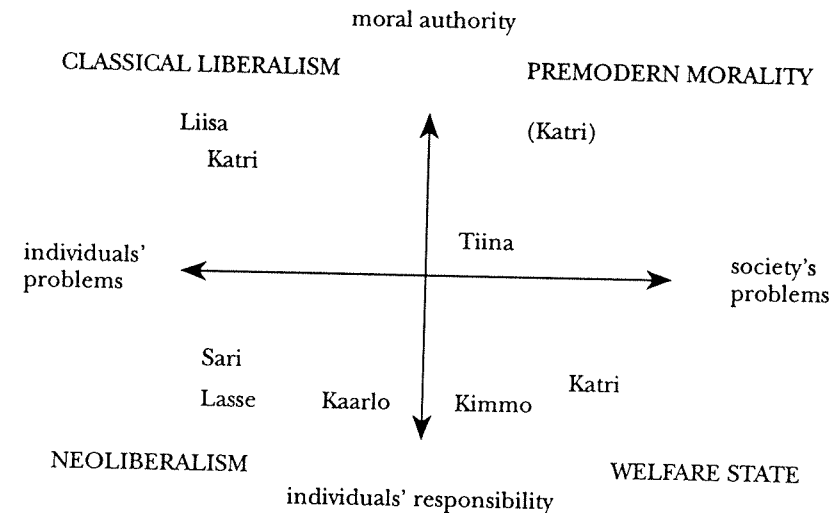 moral authority
CLASSICAL LIBERALISM
PREMODERN MORALITY
Liisa
(Katri)
Katri
Tiina
individuals'
problems
society's
problems
Sari
Katri
Lasse
Kaarlo
Kimmo
NEOLIBERALISM
WELFARE STATE
individuals' responsibility